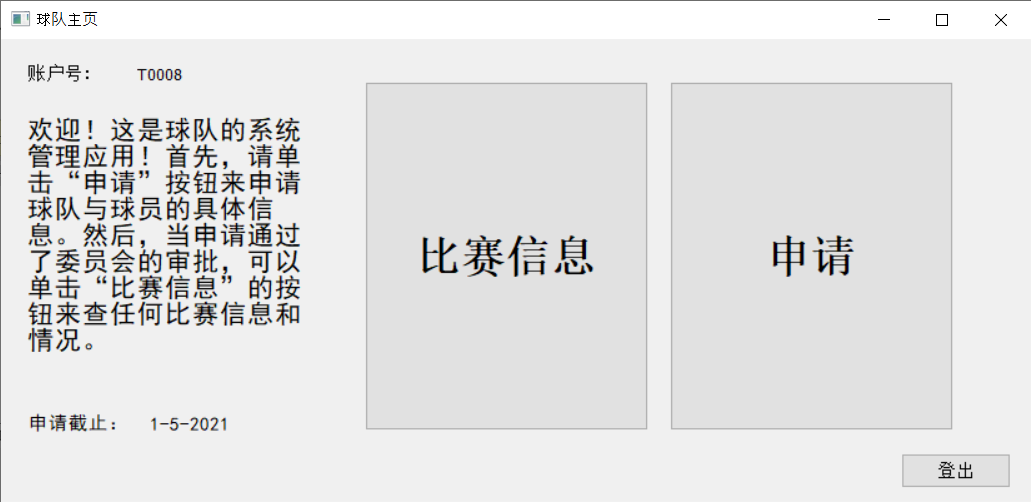 球队主页
账户号： T0008
欢迎！这是球队的系统
管理应用！首先，请单
击“申请”按钮来申请
球队与球员的具体信
息。然后，当申请通过
了委员会的审批，可以
单击“比赛信息”的按
钮来查任何比赛信息和
情况。
比赛信息
申请
申请截止： 1-5-2021
登出